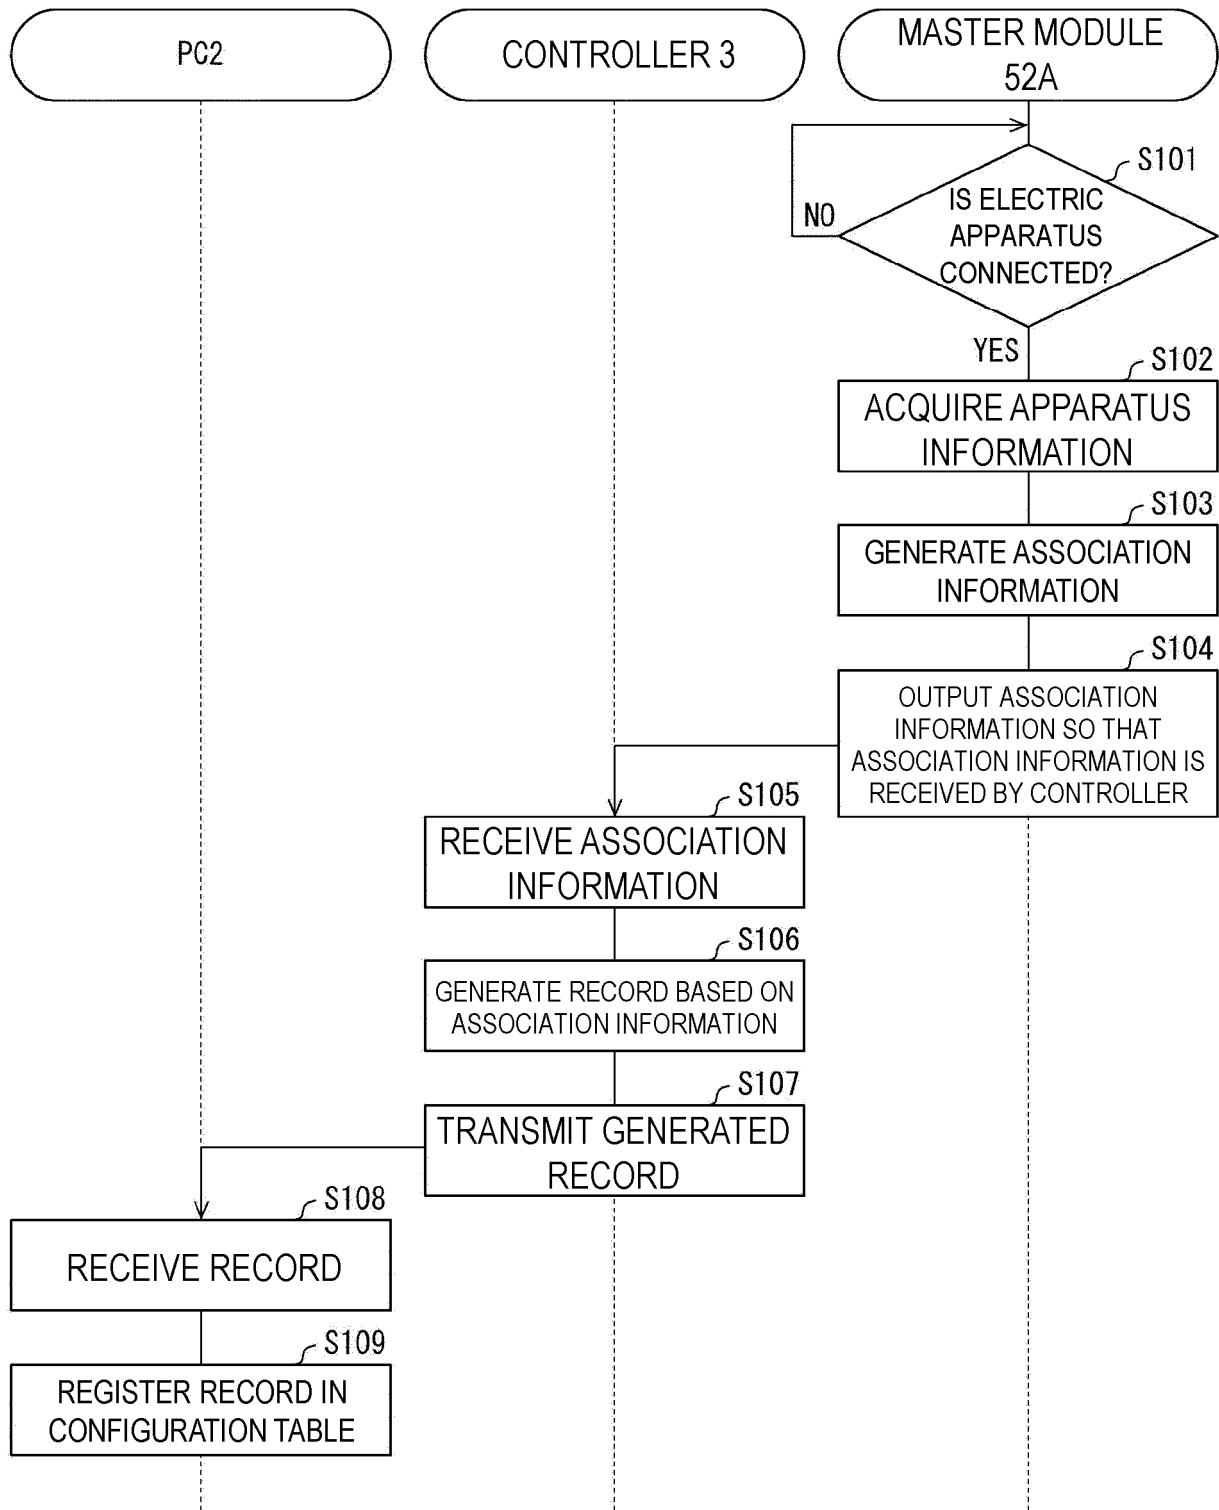 PC2
CONTROLLER 3
MASTER MODULE
52A
S101
IS ELECTRIC
APPARATUS
CONNECTED?
NO
YES
S102
ACQUIRE APPARATUS
INFORMATION
S103
GENERATE ASSOCIATION
INFORMATION
S104
OUTPUT ASSOCIATION
INFORMATION SO THAT
ASSOCIATION INFORMATION IS
RECEIVED BY CONTROLLER
S105
RECEIVE ASSOCIATION
INFORMATION
S106
GENERATE RECORD BASED ON
ASSOCIATION INFORMATION
S107
TRANSMIT GENERATED
RECORD
S108
RECEIVE RECORD
S109
REGISTER RECORD IN
CONFIGURATION TABLE